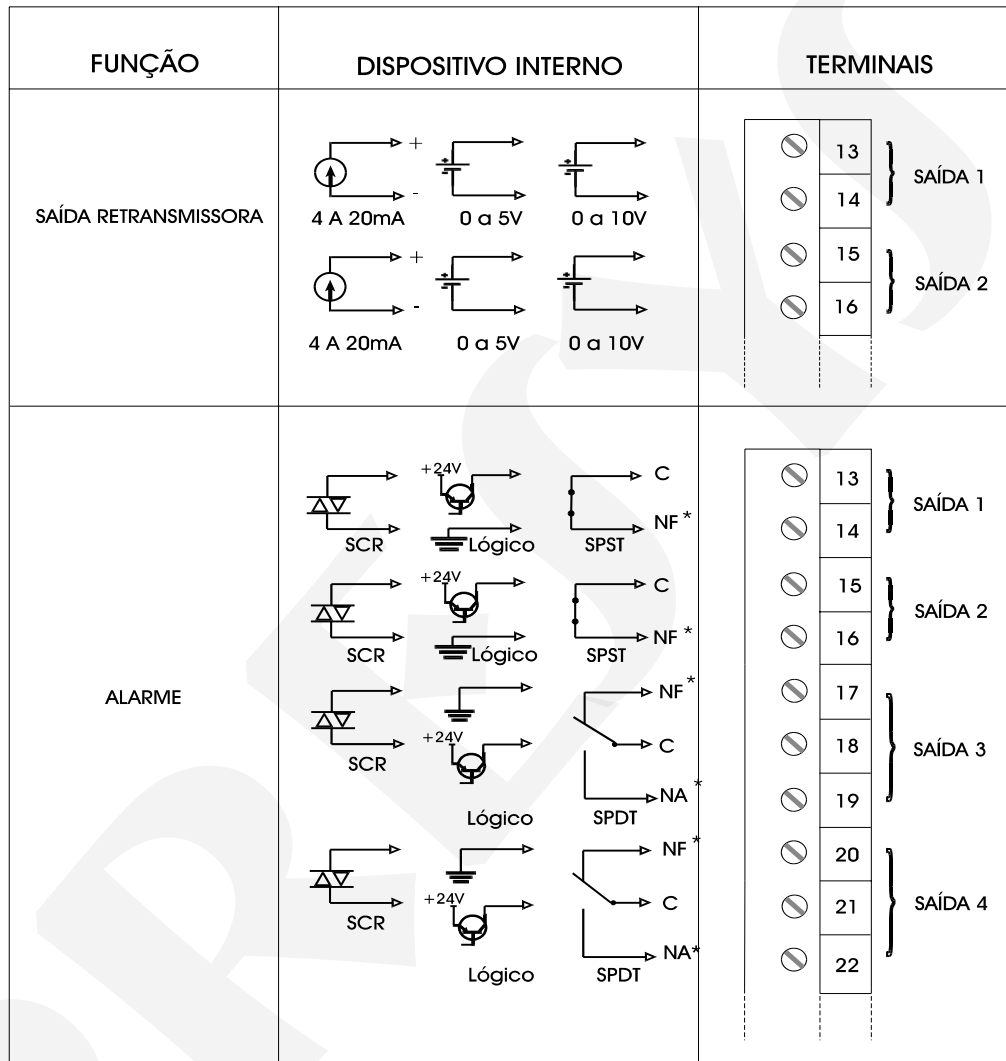 FUNÇÃO
DISPOSITIVO INTERNO
TERMINAIS
SAÍDA RETRANSMISSORA
+
-
4 A 20mA
0 a 5V
0 a 10V
+
-
4 A 20mA
0 a 5V
0 a 10V
13
14
SAÍDA 1
15
16
SAÍDA 2
ALARME
SCR
+24V
Lógico
C
NF *
SPST
SCR
+24V
Lógico
C
NF *
SPST
SCR
+24V
Lógico
NF *
C
NA *
SPDT
SCR
+24V
Lógico
NF *
C
NA*
SPDT
13
14
SAÍDA 1
15
16
SAÍDA 2
17
18
19
SAÍDA 3
20
21
22
SAÍDA 4
PRESYS